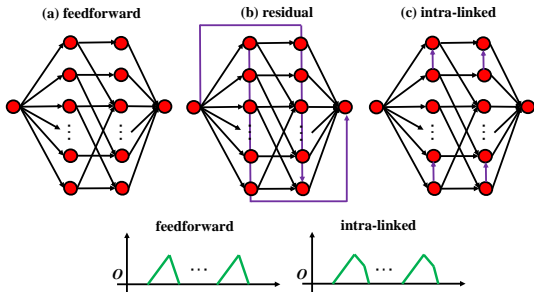 (a) feedforward
(b) residual
(c) intra-linked
feedforward
intra-linked
O
O